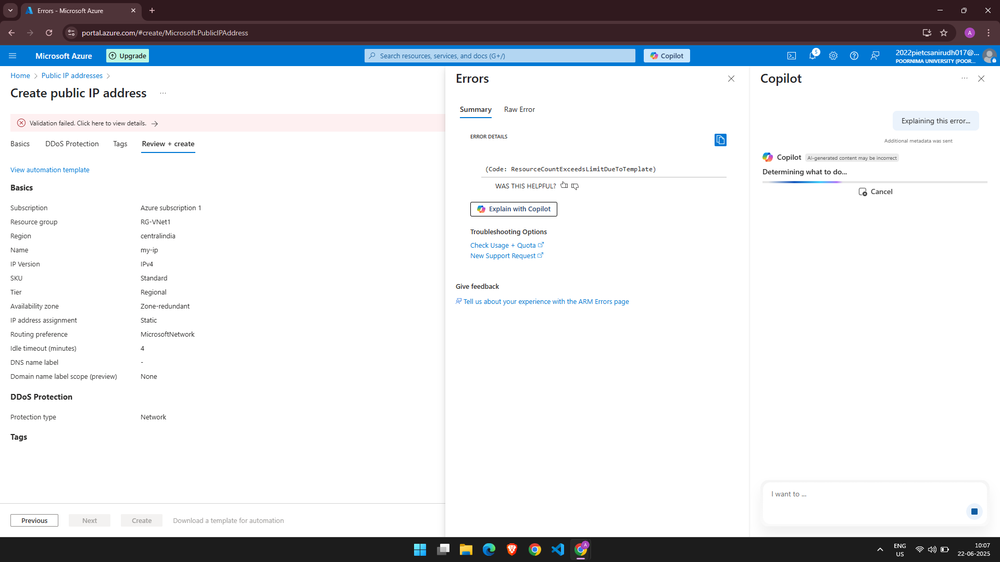 Errors - Microsoft Azure
portal.azure.com/#create/Microsoft.PublicIPAddress
A
Microsoft Azure
Upgrade
Search resources, services, and docs (G+/)
Copilot
5
2022pietcsanirudh017@...
POORNIMA UNIVERSITY (POOR...
Home
Public IP addresses
Create public IP address
...
Validation failed. Click here to view details.
Basics
DDoS Protection
Tags
Review + create
View automation template
Basics
Subscription Azure subscription 1
Resource group RG-VNet1
Region centralindia
Name my-ip
IP Version IPv4
SKU Standard
Tier Regional
Availability zone Zone-redundant
IP address assignment Static
Routing preference MicrosoftNetwork
Idle timeout (minutes) 4
DNS name label -
Domain name label scope (preview) None
DDoS Protection
Protection type Network
Tags
Previous
Next
Create
Download a template for automation
Errors
Summary
Raw Error
ERROR DETAILS
(Code: ResourceCountExceedsLimitDueToTemplate)
WAS THIS HELPFUL?
Explain with Copilot
Troubleshooting Options
Check Usage + Quota
New Support Request
Give feedback
Tell us about your experience with the ARM Errors page
Copilot
...
Explaining this error...
Additional metadata was sent
Copilot AI-generated content may be incorrect
Determining what to do...
Cancel
I want to ...
A
ENG
US
10:07
22-06-2025